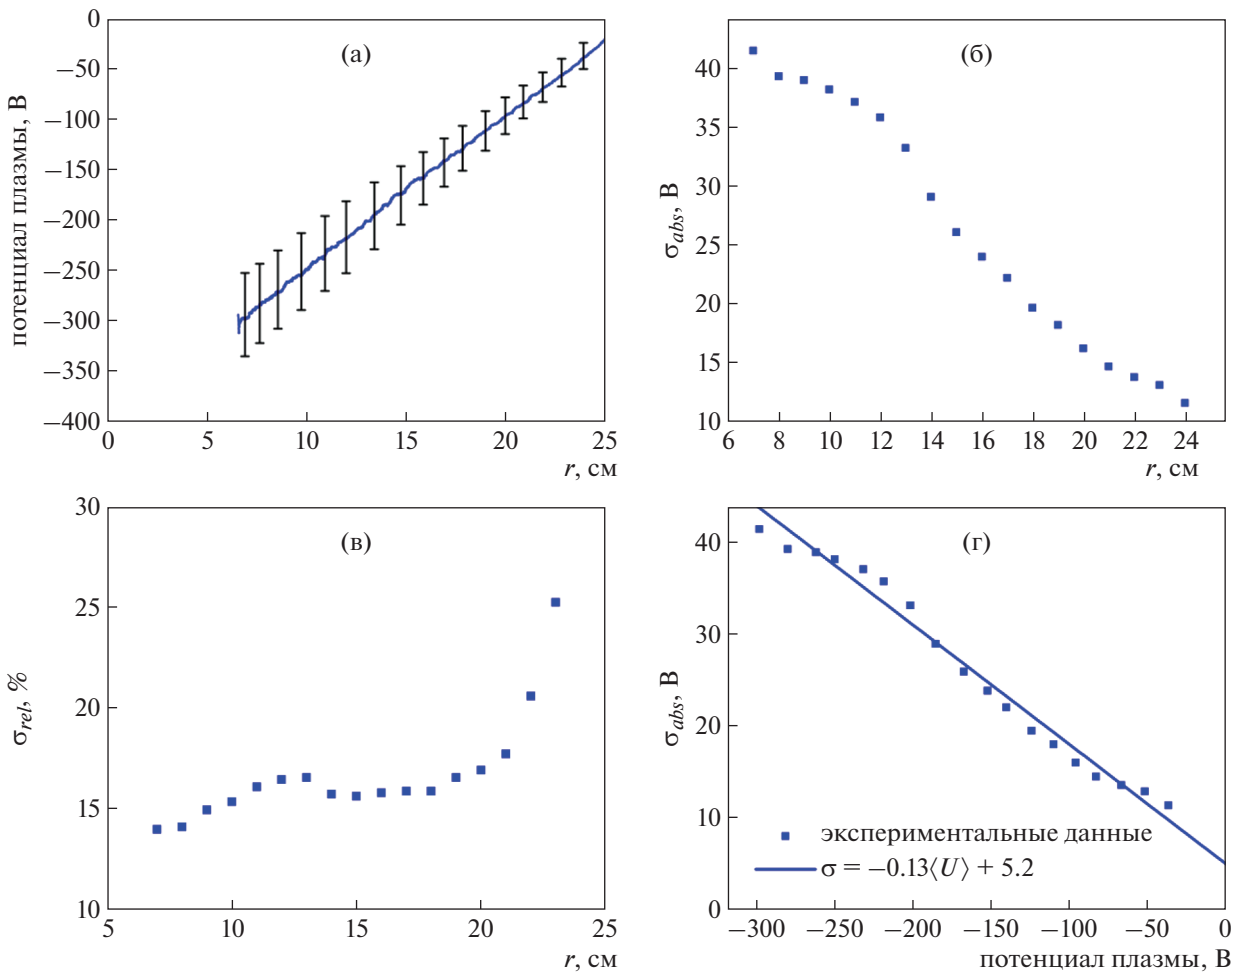 (а)
потенциал плазмы, В
0
−50
−100
−150
−200
−250
−300
−350
−400
0 5 10 15 20 25
r, см
(б)
σabs, В
40
35
30
25
20
15
10
6 8 10 12 14 16 18 20 22 24
r, см
(в)
σrel, %
30
25
20
15
10
5 10 15 20 25
r, см
(г)
σabs, В
40
30
20
10
0
экспериментальные данные
σ = −0.13⟨U⟩ + 5.2
−300 −250 −200 −150 −100 −50 0
потенциал плазмы, В